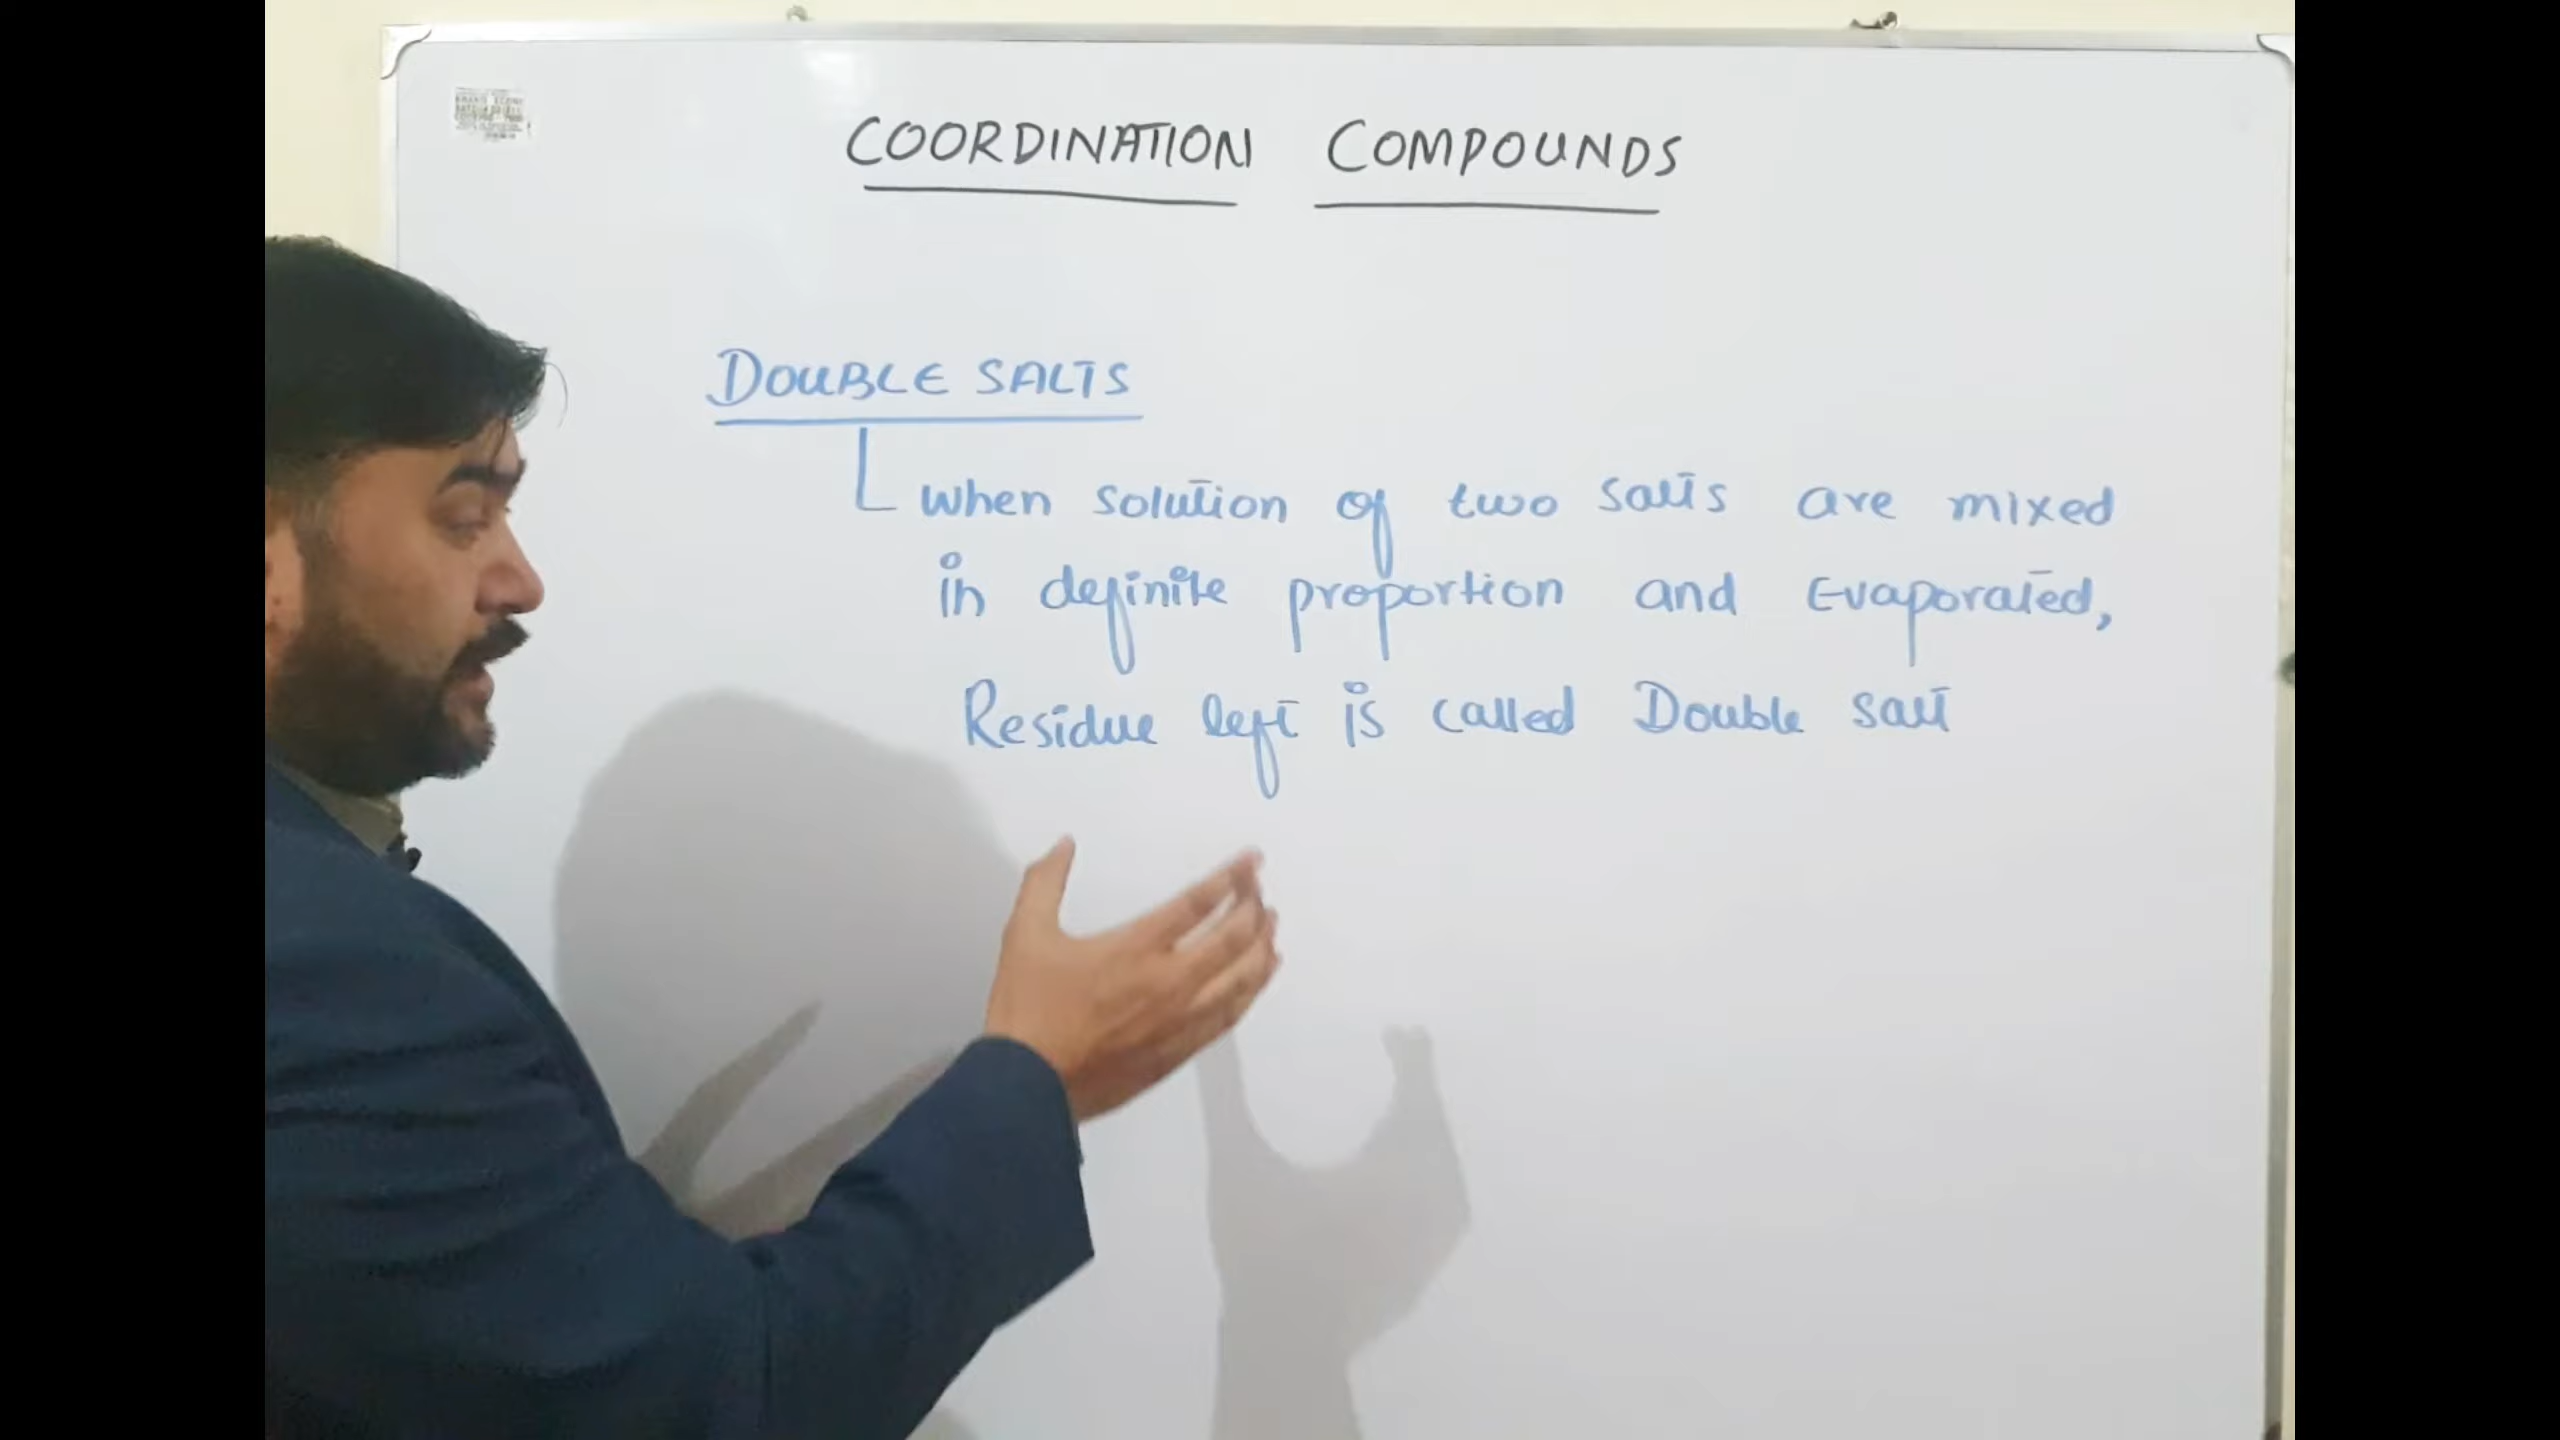 COORDINATION COMPOUNDS
DOUBLE SALTS
When solution of two salts are mixed
in definite proportion and Evaporated,
Residue left is called Double salt